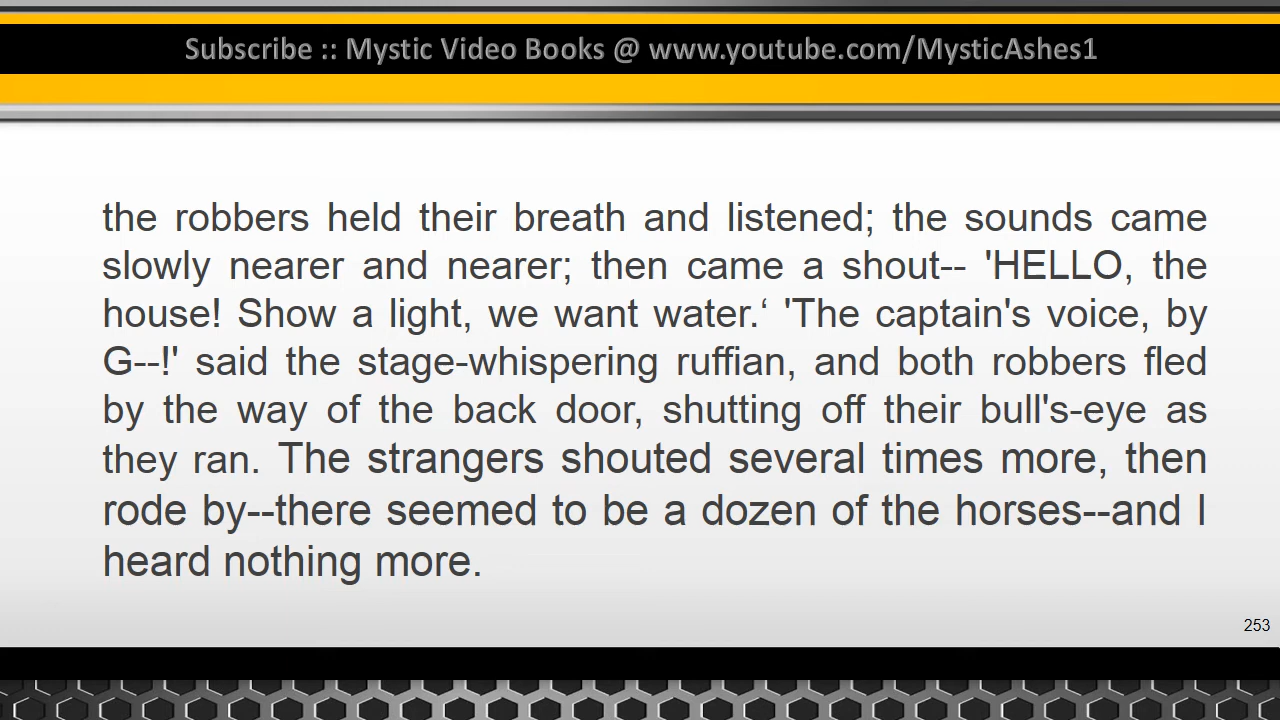 Subscribe :: Mystic Video Books @ www.youtube.com/MysticAshes1
the robbers held their breath and listened; the sounds came
slowly nearer and nearer; then came a shout-- 'HELLO, the
house! Show a light, we want water.‘ 'The captain's voice, by
G--!' said the stage-whispering ruffian, and both robbers fled
by the way of the back door, shutting off their bull's-eye as
they ran. The strangers shouted several times more, then
rode by--there seemed to be a dozen of the horses--and I
heard nothing more.
253